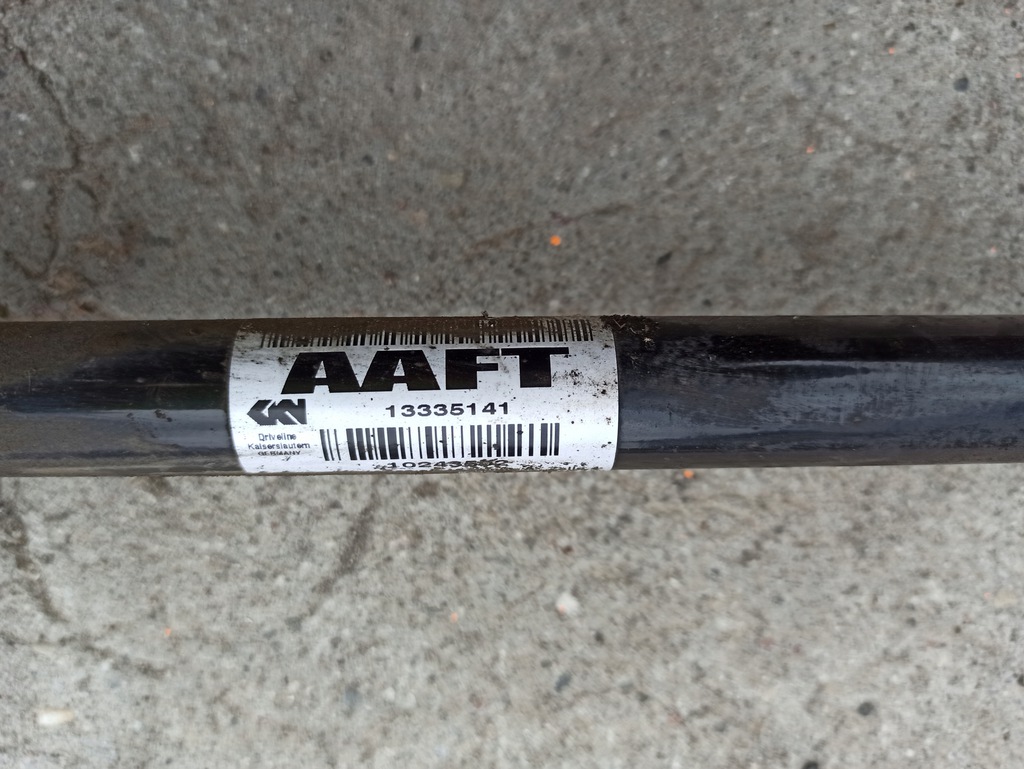 AAFT
GKN
13335141
Driveline
Kaiserslautern
GERMANY